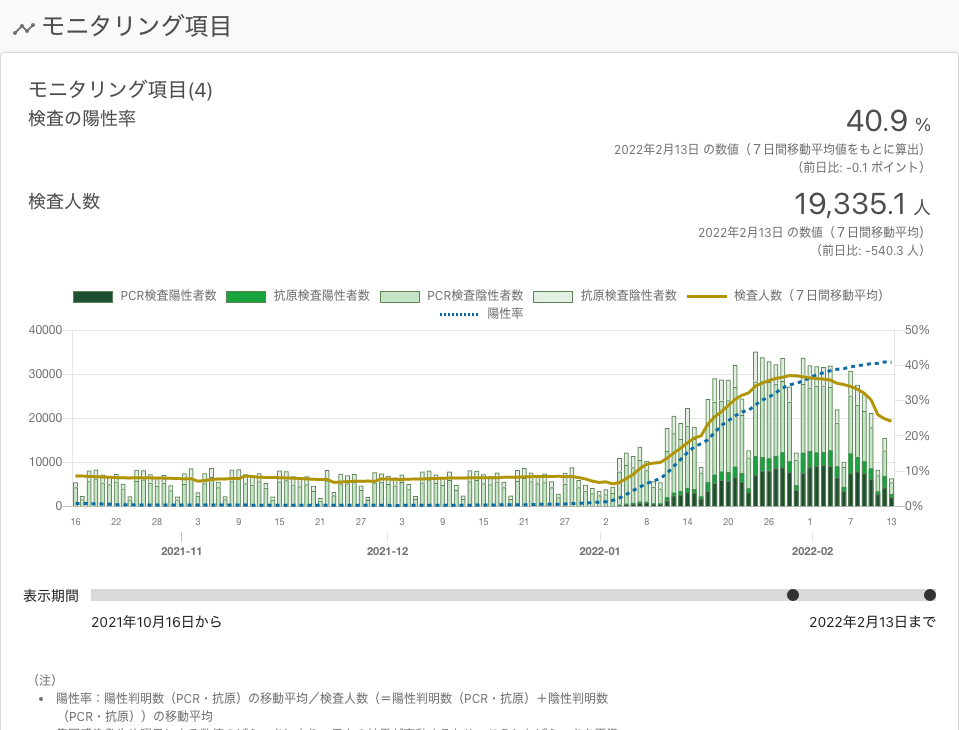 モニタリング項目
モニタリング項目(4)
検査の陽性率
40.9 %
2022年2月13日 の数値（７日間移動平均値をもとに算出）
（前日比: -0.1 ポイント）
検査人数
19,335.1 人
2022年2月13日 の数値（７日間移動平均）
（前日比: -540.3 人）
PCR検査陽性者数 抗原検査陽性者数 PCR検査陰性者数 抗原検査陰性者数 検査人数（７日間移動平均）
陽性率
40000 50%
40%
30000
30%
20000
20%
10000
10%
0 0%
16 22 28 3 9 15 21 27 3 9 15 21 27 2 8 14 20 26 1 7 13
2021-11 2021-12 2022-01 2022-02
表示期間
2021年10月16日から 2022年2月13日まで
（注）
• 陽性率：陽性判明数（PCR・抗原）の移動平均／検査人数（＝陽性判明数（PCR・抗原）＋陰性判明数
（PCR・抗原））の移動平均